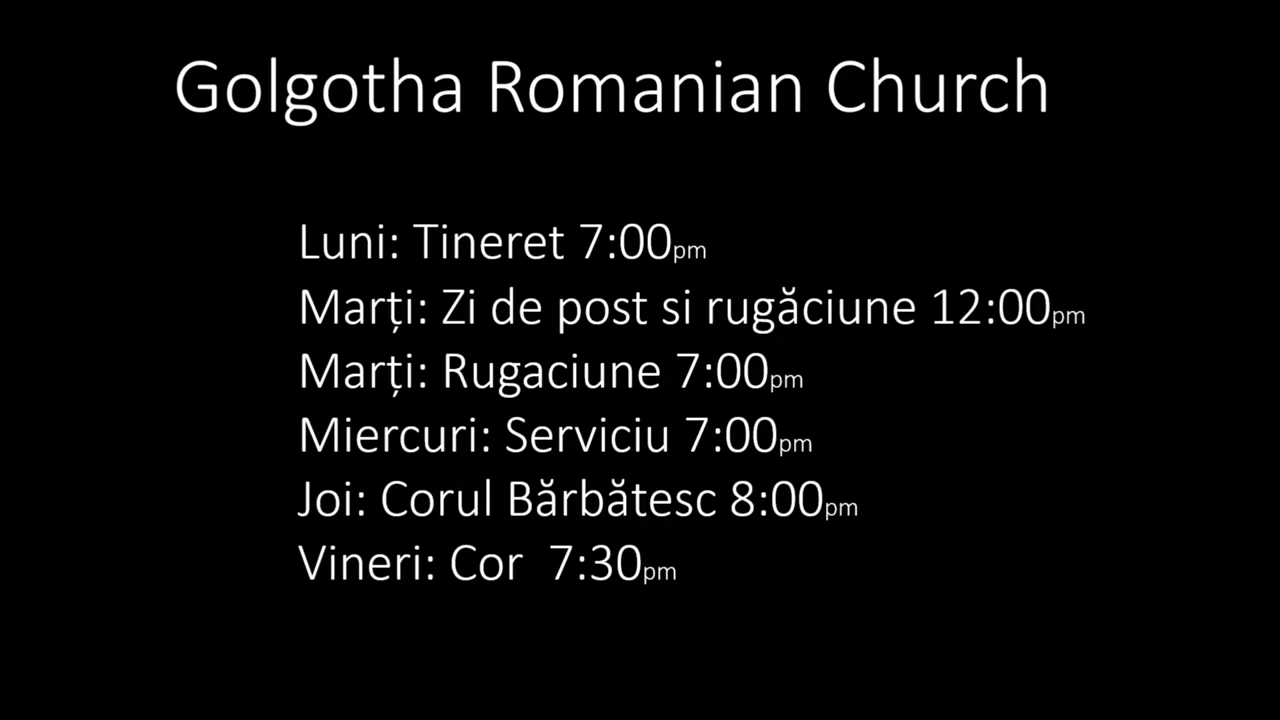 Golgotha Romanian Church
Luni: Tineret 7:00pm
Marți: Zi de post si rugăciune 12:00pm
Marți: Rugaciune 7:00pm
Miercuri: Serviciu 7:00pm
Joi: Corul Bărbătesc 8:00pm
Vineri: Cor  7:30pm